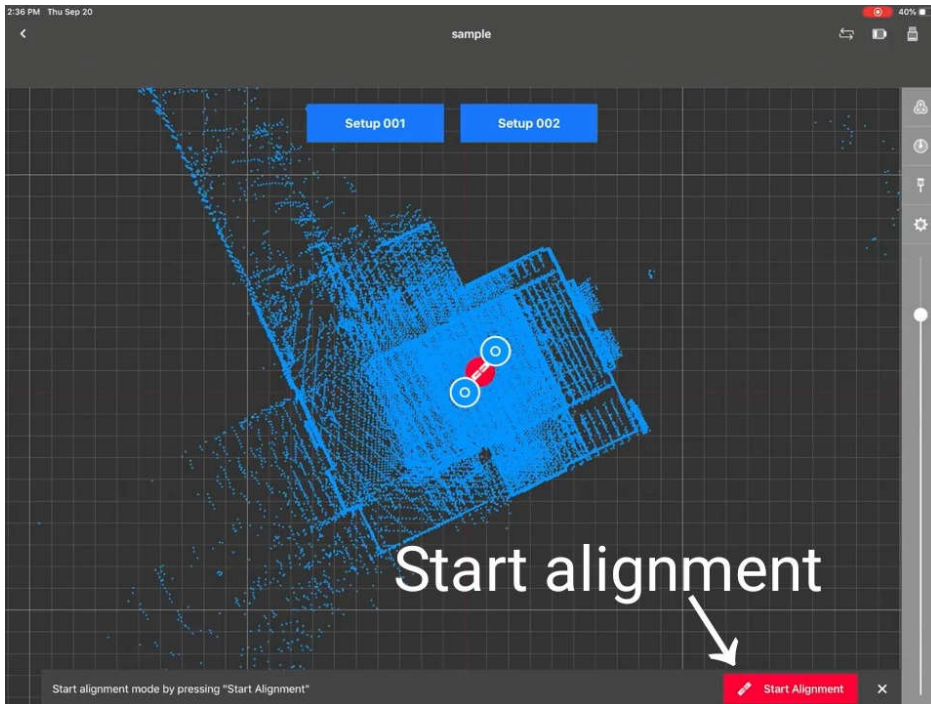 2:36 PM Thu Sep 20
40%
sample
Setup 001
Setup 002
Start alignment
Start alignment mode by pressing "Start Alignment"
Start Alignment